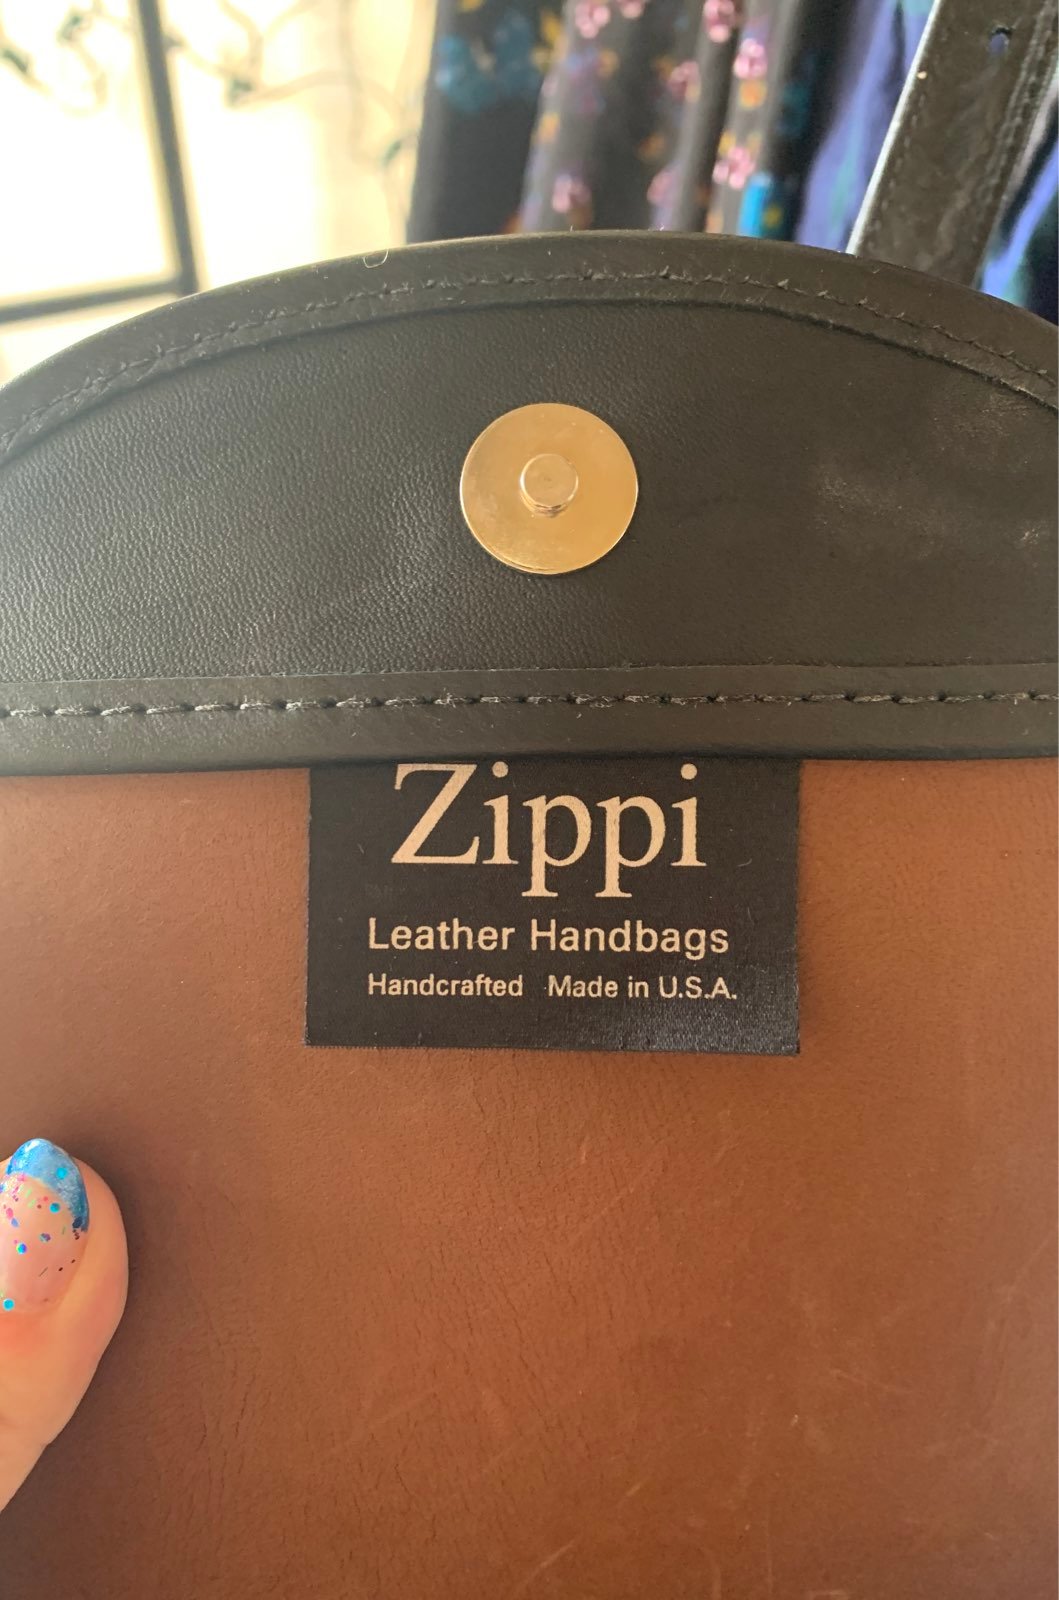 Zippi
Leather Handbags
Handcrafted Made in U.S.A.